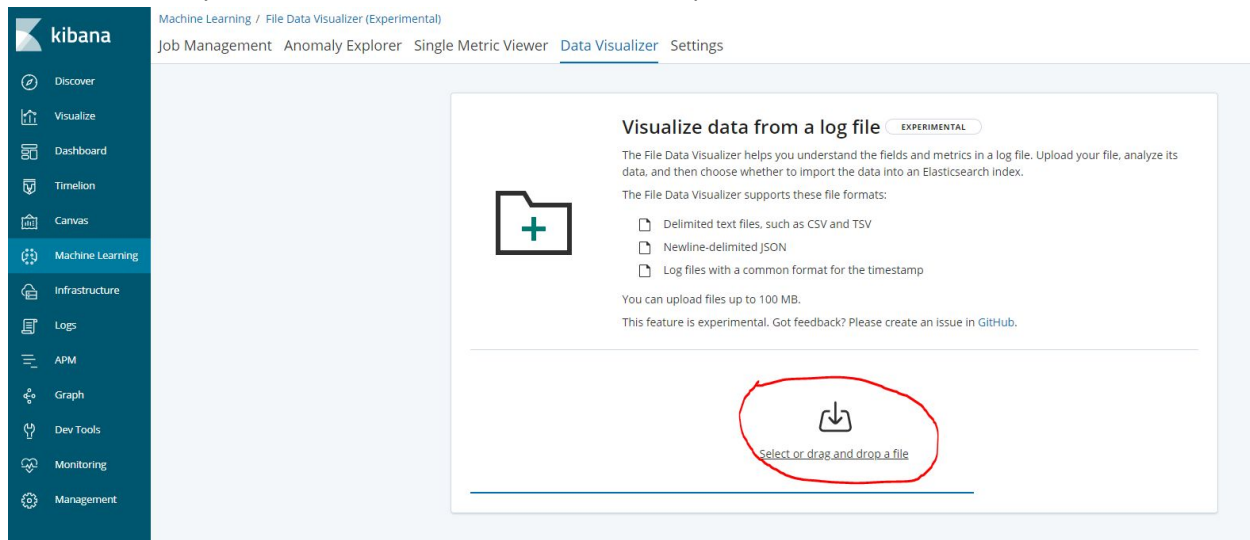 kibana
Machine Learning / File Data Visualizer (Experimental)
Job Management Anomaly Explorer Single Metric Viewer Data Visualizer Settings
Discover
Visualize
Dashboard
Timelion
Canvas
Machine Learning
Infrastructure
Logs
APM
Graph
Dev Tools
Monitoring
Management
Visualize data from a log file EXPERIMENTAL
The File Data Visualizer helps you understand the fields and metrics in a log file. Upload your file, analyze its
data, and then choose whether to import the data into an Elasticsearch index.
The File Data Visualizer supports these file formats:
Delimited text files, such as CSV and TSV
Newline-delimited JSON
Log files with a common format for the timestamp
You can upload files up to 100 MB.
This feature is experimental. Got feedback? Please create an issue in GitHub.
Select or drag and drop a file